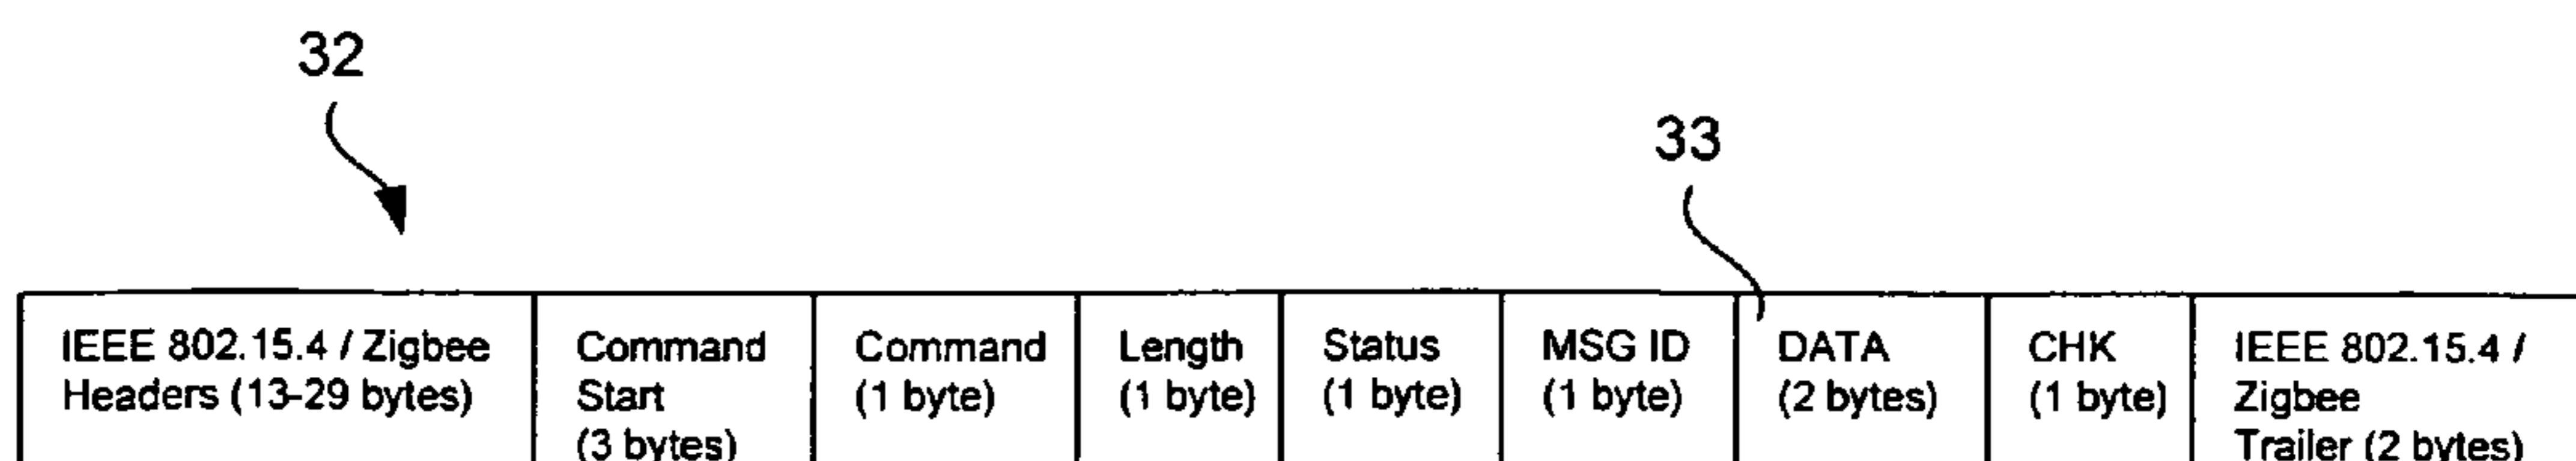 32
33
IEEE 802.15.4 / Zigbee
Headers (13-29 bytes)
Command
Start
(3 bytes)
Command
(1 byte)
Length
(1 byte)
Status
(1 byte)
MSG ID
(1 byte)
DATA
(2 bytes)
CHK
(1 byte)
IEEE 802.15.4 /
Zigbee
Trailer (2 bytes)